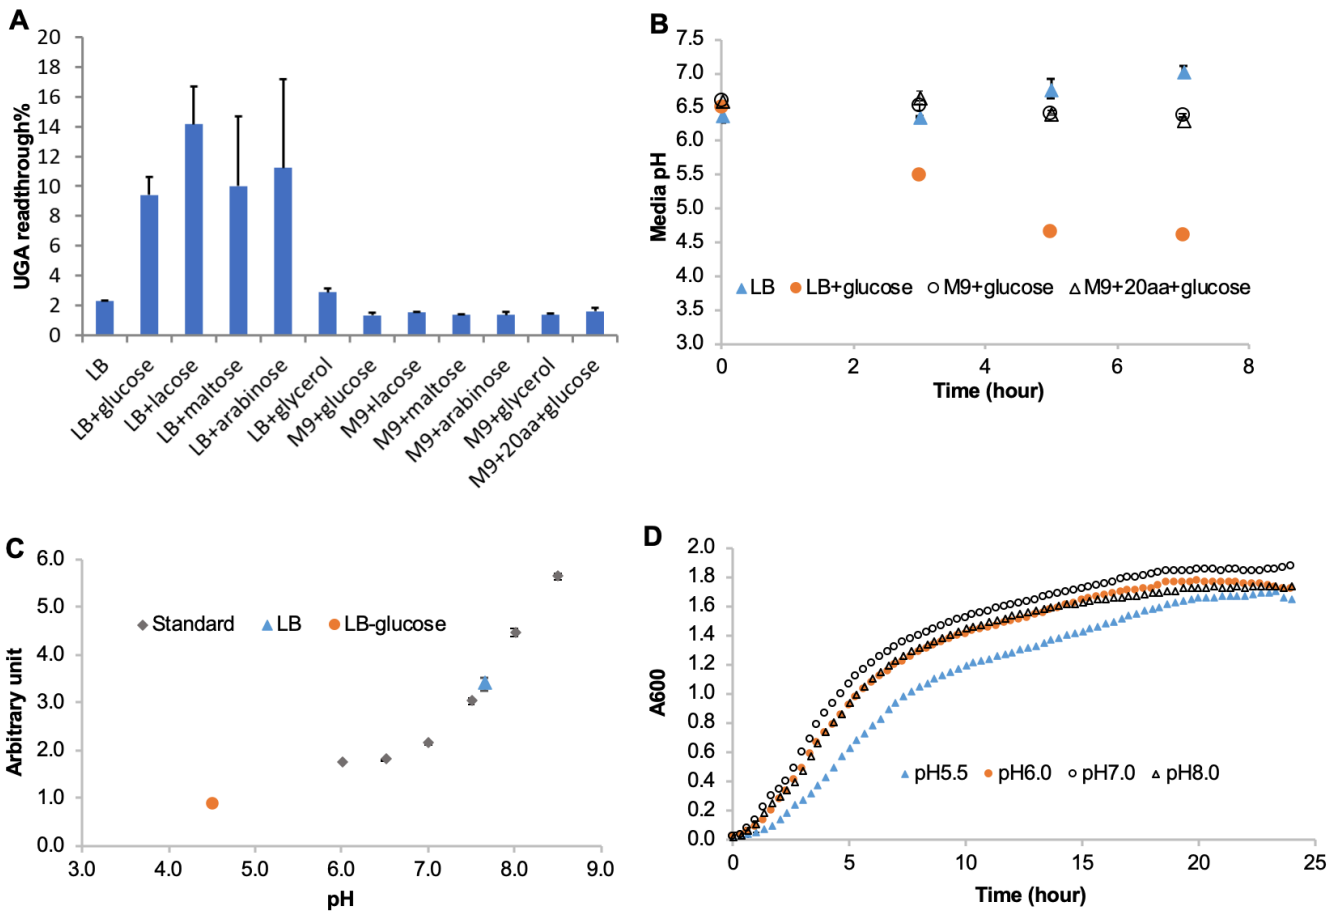 A
UGA readthrough%
20
18
16
14
12
10
8
6
4
2
0
LB
LB+glucose
LB+lacose
LB+maltose
LB+arabinose
LB+glycerol
M9+glucose
M9+lacose
M9+maltose
M9+arabinose
M9+glycerol
M9+20aa+glucose
B
Media pH
7.5
7.0
6.5
6.0
5.5
5.0
4.5
4.0
3.5
3.0
LB LB+glucose M9+glucose M9+20aa+glucose
0 2 4 6 8
Time (hour)
C
Arbitrary unit
6.0
5.0
4.0
3.0
2.0
1.0
0.0
Standard LB LB-glucose
3.0 4.0 5.0 6.0 7.0 8.0 9.0
pH
D
A600
2.0
1.8
1.6
1.4
1.2
1.0
0.8
0.6
0.4
0.2
0.0
pH5.5 pH6.0 pH7.0 pH8.0
0 5 10 15 20 25
Time (hour)